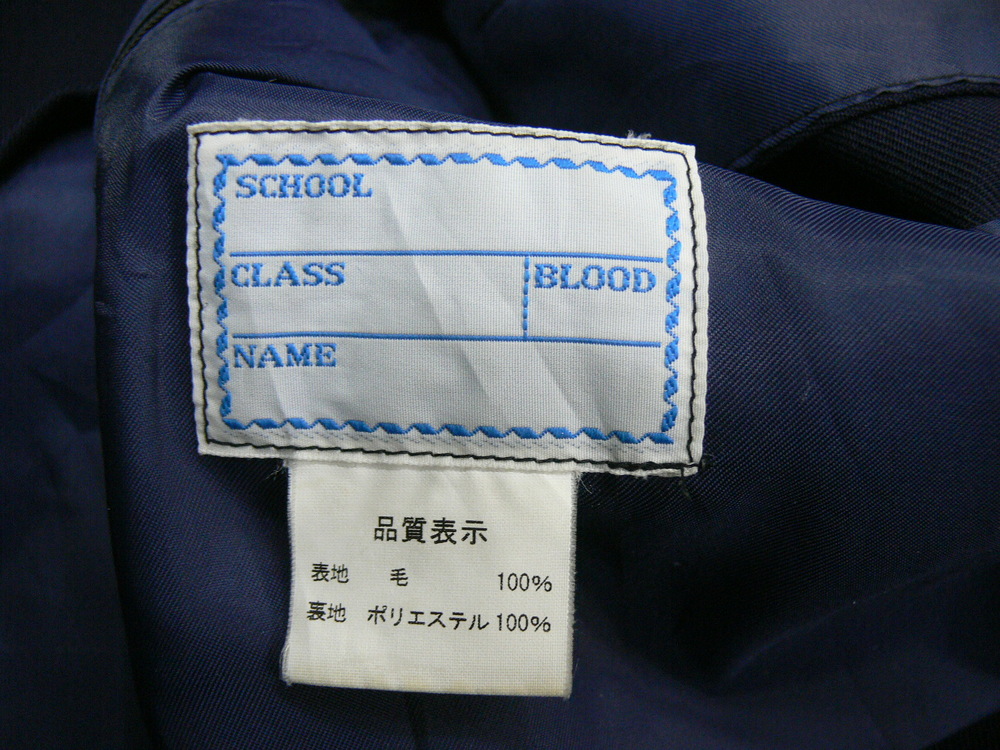 SCHOOL
CLASS BLOOD
NAME
品質表示
表地 毛 100%
裏地 ポリエステル 100%